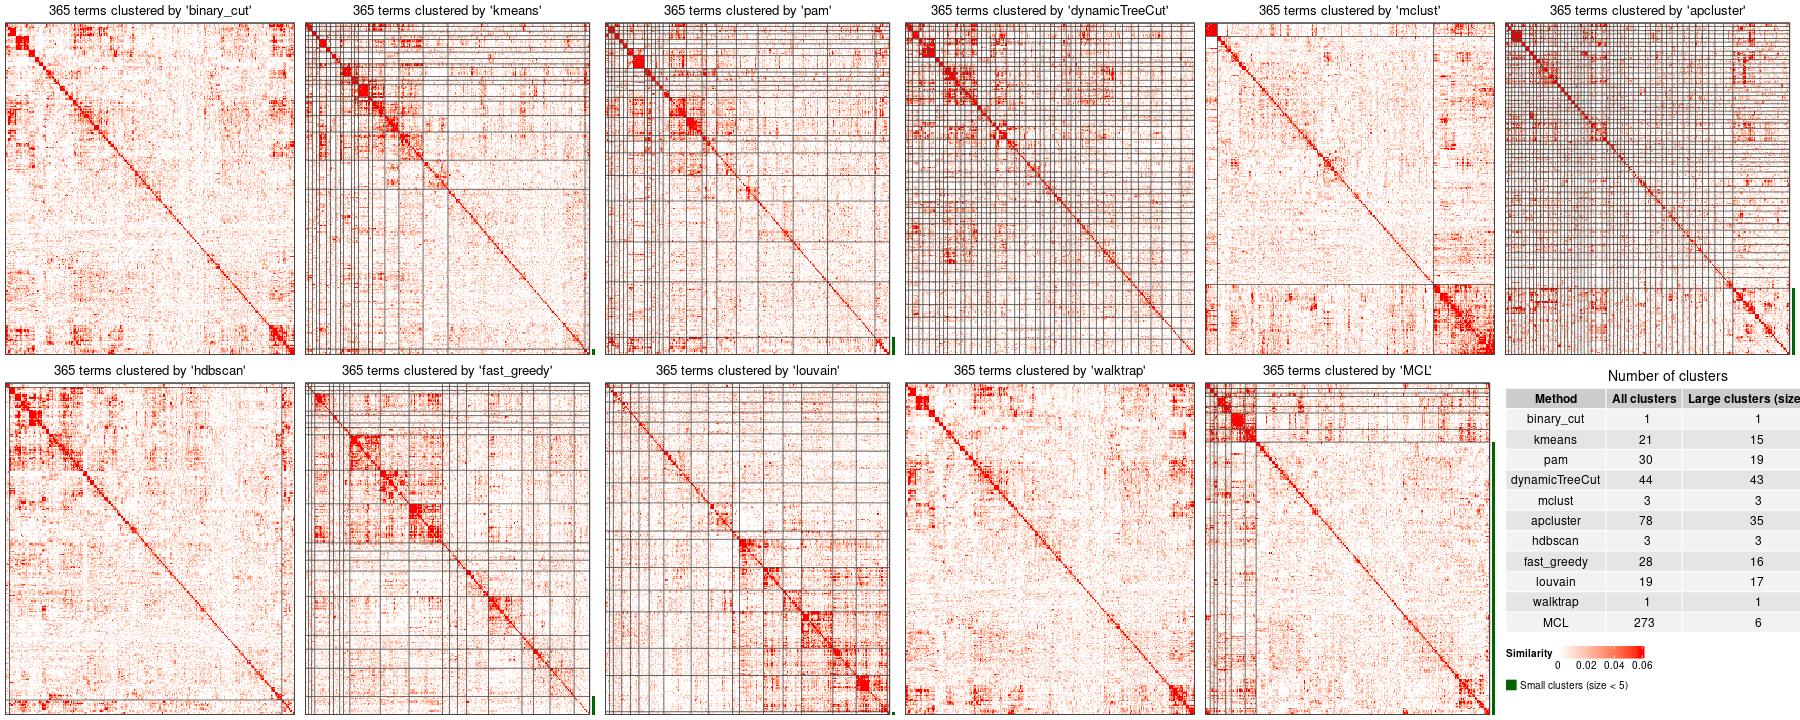 365 terms clustered by 'binary_cut'
365 terms clustered by 'kmeans'
365 terms clustered by 'pam'
365 terms clustered by 'dynamicTreeCut'
365 terms clustered by 'mclust'
365 terms clustered by 'apcluster'
365 terms clustered by 'hdbscan'
365 terms clustered by 'fast_greedy'
365 terms clustered by 'louvain'
365 terms clustered by 'walktrap'
365 terms clustered by 'MCL'
Number of clusters
Method All clusters Large clusters (size
binary_cut 1 1
kmeans 21 15
pam 30 19
dynamicTreeCut 44 43
mclust 3 3
apcluster 78 35
hdbscan 3 3
fast_greedy 28 16
louvain 19 17
walktrap 1 1
MCL 273 6
Similarity
0 0.02 0.04 0.06
Small clusters (size < 5)